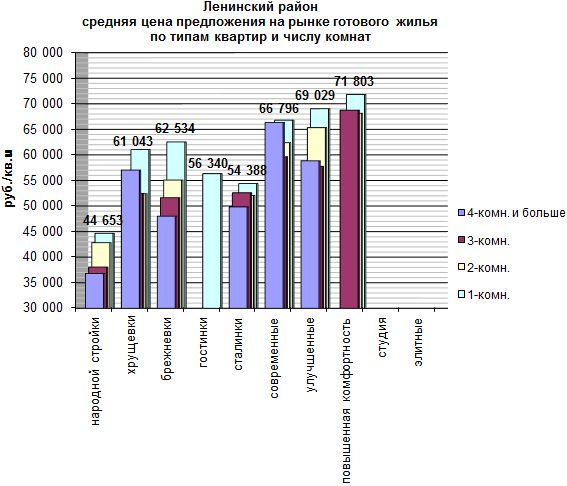 Ленинский район
средняя цена предложения на рынке готового жилья
по типам квартир и числу комнат
руб./кв.м
80 000
75 000
70 000
65 000
60 000
55 000
50 000
45 000
40 000
35 000
30 000
44 653
61 043
62 534
56 340
54 388
66 796
69 029
71 803
народной стройки
хрущевки
брежневки
гостинки
сталинки
современные
улучшенные
повышенная комфортность
студия
элитные
4-комн. и больше
3-комн.
2-комн.
1-комн.